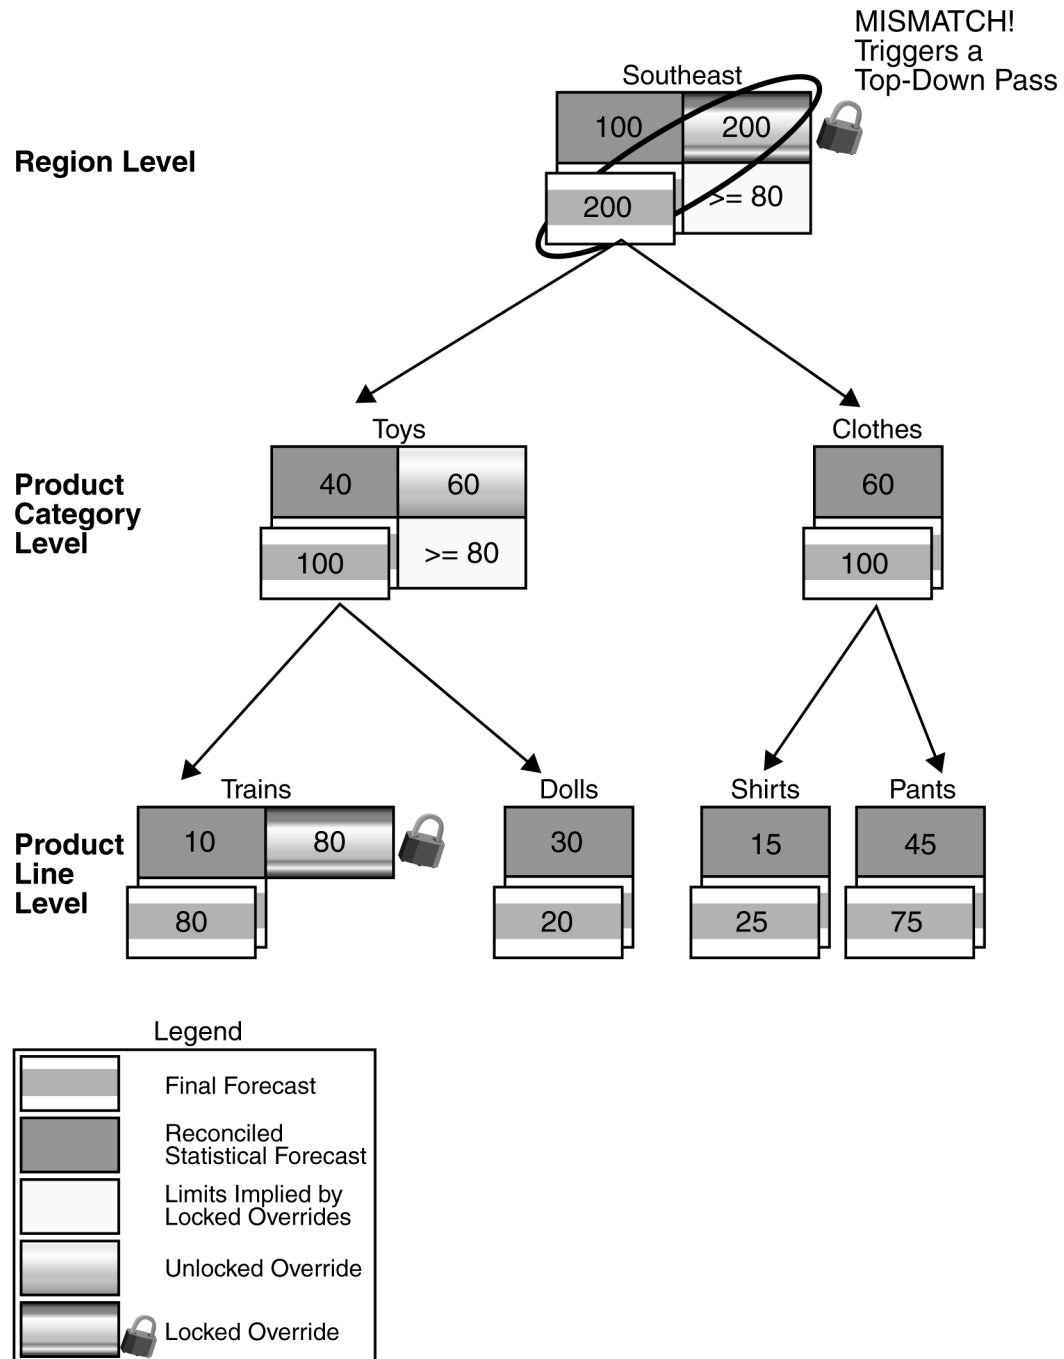 MISMATCH!
Triggers a
Top-Down Pass
Southeast
100 200
Region Level
200 >= 80
Toys Clothes
Product
Category
Level
40 60 60
100 >= 80 100
Trains Dolls Shirts Pants
Product
Line
Level
10 80 30 15 45
80 20 25 75
Legend
Final Forecast
Reconciled
Statistical Forecast
Limits Implied by
Locked Overrides
Unlocked Override
Locked Override